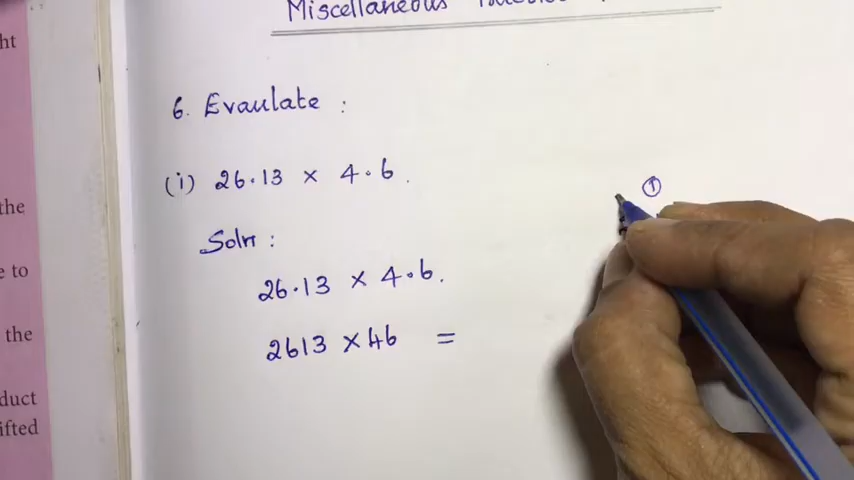 Miscellaneous
ht
6. Evaulate :
(i) 26.13 × 4.6.
①
the
Soln :
e to
26.13 × 4.6.
the
2613 × 46 =
duct
ifted